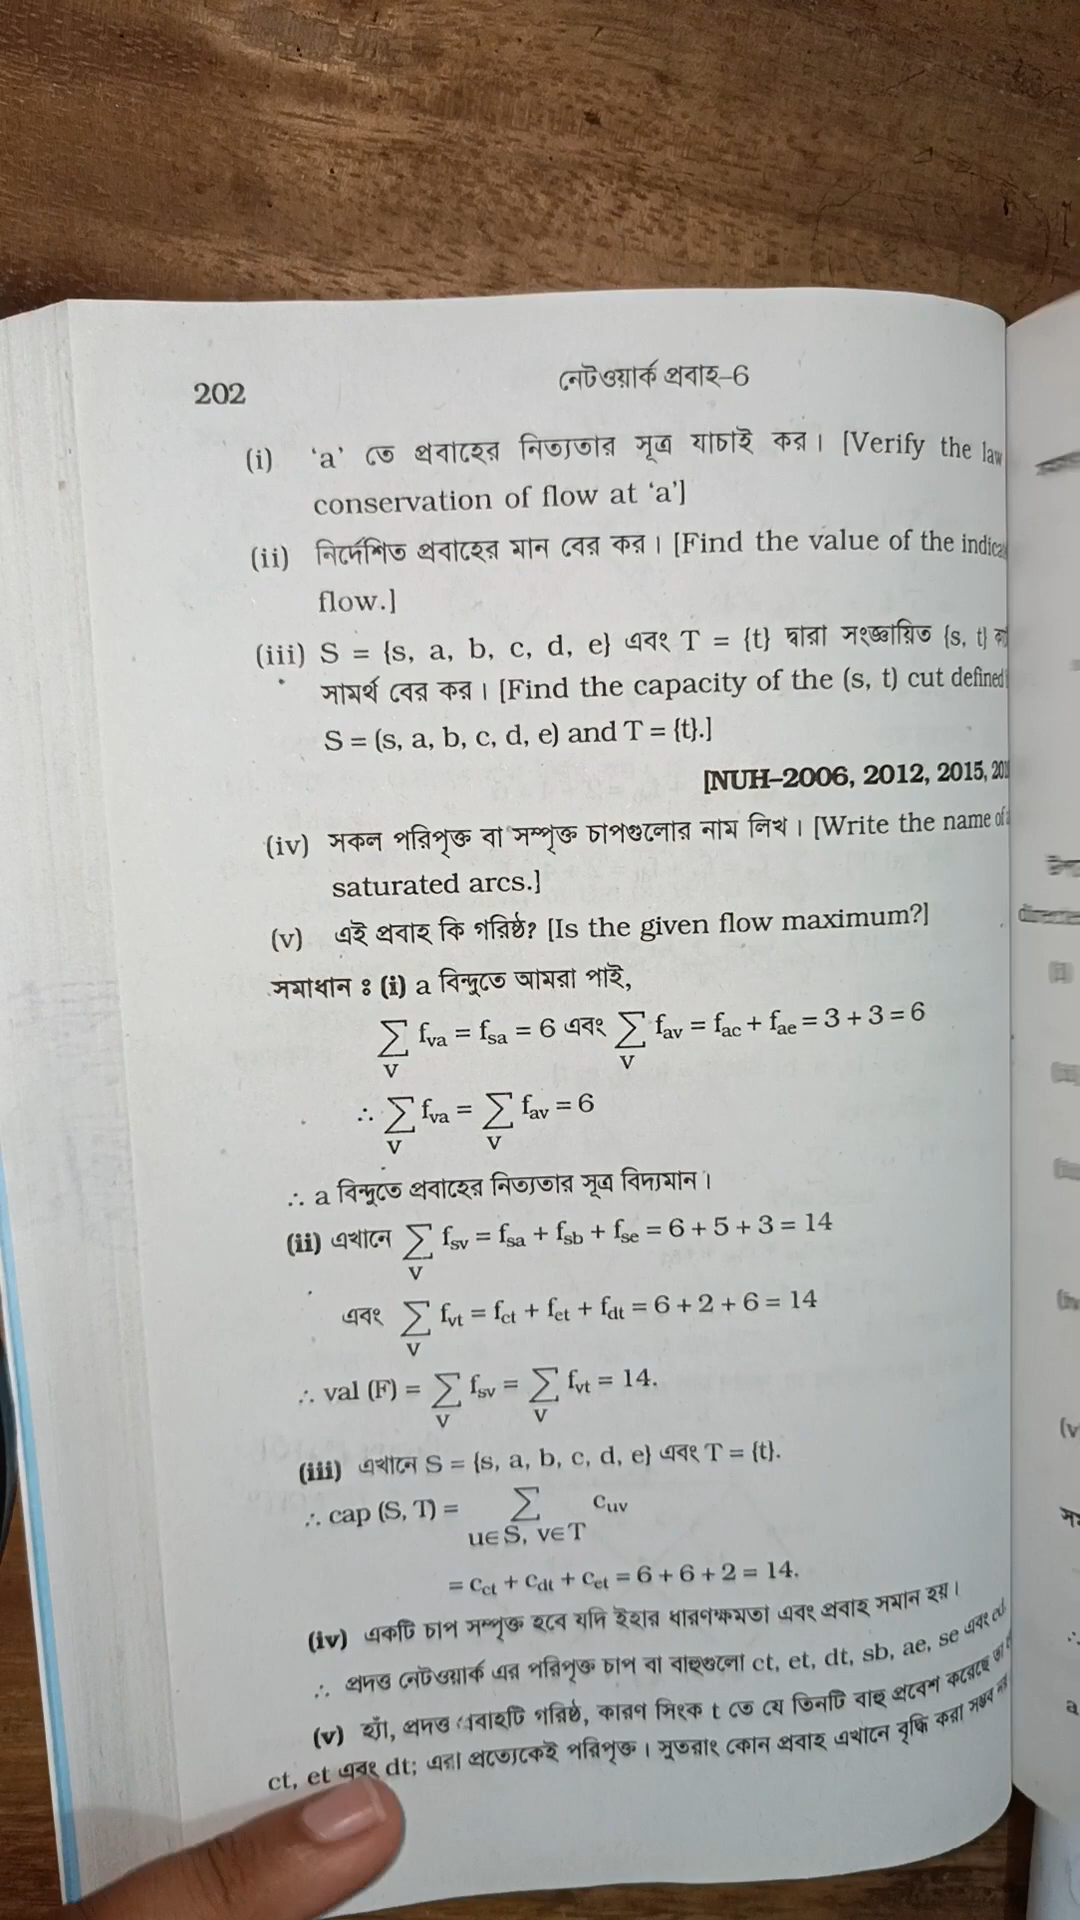 202
নেটওয়ার্ক প্রবাহ–6
(i) ‘a’ তে প্রবাহের নিত্যতার সূত্র যাচাই কর। [Verify the law
conservation of flow at ‘a’]
(ii) নির্দেশিত প্রবাহের মান বের কর। [Find the value of the
flow.]
(iii) S = {s, a, b, c, d, e} এবং T = {t} দ্বারা সংজ্ঞায়িত {s, t}
সামর্থ বের কর। [Find the capacity of the (s, t) cut defined
S = (s, a, b, c, d, e) and T = {t}.]
[NUH–2006, 2012, 2015,
(iv) সকল পরিপৃক্ত বা সম্পৃক্ত চাপগুলোর নাম লিখ। [Write the name of
saturated arcs.]
(v) এই প্রবাহ কি গরিষ্ঠ? [Is the given flow maximum?]
সমাধান ঃ (i) a বিন্দুতে আমরা পাই,
∑ f_va = f_sa = 6 এবং ∑ f_av = f_ac + f_ae = 3 + 3 = 6
V V
∴ ∑ f_va = ∑ f_av = 6
V V
∴ a বিন্দুতে প্রবাহের নিত্যতার সূত্র বিদ্যমান।
(ii) এখানে ∑ f_sv = f_sa + f_sb + f_se = 6 + 5 + 3 = 14
V
এবং ∑ f_vt = f_ct + f_et + f_dt = 6 + 2 + 6 = 14
V
∴ val (F) = ∑ f_sv = ∑ f_vt = 14.
V V
(iii) এখানে S = {s, a, b, c, d, e} এবং T = {t}.
∴ cap (S, T) = ∑ c_uv
u∈S, v∈T
= c_ct + c_dt + c_et = 6 + 6 + 2 = 14.
(iv) একটি চাপ সম্পৃক্ত হবে যদি ইহার ধারণক্ষমতা এবং প্রবাহ সমান হয়।
∴ প্রদত্ত নেটওয়ার্ক এর পরিপৃক্ত চাপ বা বাহুগুলো ct, et, dt, sb, ae, se এবং
(v) হ্যাঁ, প্রদত্ত প্রবাহটি গরিষ্ঠ, কারণ সিংক t তে যে তিনটি বাহু প্রবেশ করেছে
ct, et এবং dt; এরা প্রত্যেকেই পরিপৃক্ত। সুতরাং কোন প্রবাহ এখানে বৃদ্ধি করা সম্ভব